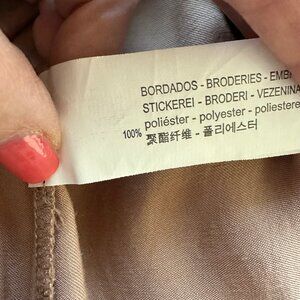 BORDADOS - BRODERIES - EMB
STICKEREI - BRODERI - VEZENINA
100% poliéster - polyester - poliestere
聚酯纤维 - 폴리에스터